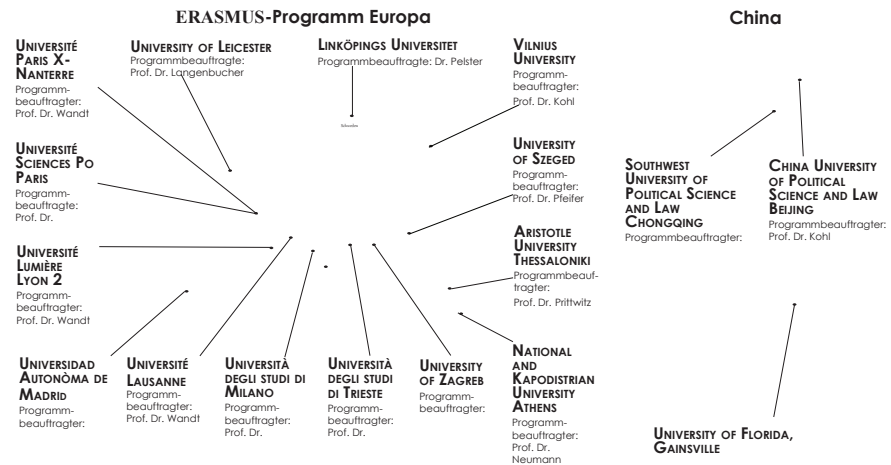 ERASMUS-Programm Europa
UNIVERSITÉ
PARIS X-
NANTERRE
Programm-
beauftragter:
Prof. Dr. Wandt
UNIVERSITY OF LEICESTER
Programmbeauftragte:
Prof. Dr. Langenbucher
LINKÖPINGS UNIVERSITET
Programmbeauftragte: Dr. Pelster
VILNIUS
UNIVERSITY
Programm-
beauftragter:
Prof. Dr. Kohl
UNIVERSITÉ
SCIENCES PO
PARIS
Programm-
beauftragte:
Prof. Dr.
UNIVERSITY
OF SZEGED
Programm-
beauftragter:
Prof. Dr. Pfeifer
UNIVERSITÉ
LUMIÈRE
LYON 2
Programm-
beauftragter:
Prof. Dr. Wandt
ARISTOTLE
UNIVERSITY
THESSALONIKI
Programmbeauf-
tragter:
Prof. Dr. Prittwitz
UNIVERSIDAD
AUTONÒMA DE
MADRID
Programm-
beauftragter:
UNIVERSITÉ
LAUSANNE
Programm-
beauftragter:
Prof. Dr. Wandt
UNIVERSITÀ
DEGLI STUDI DI
MILANO
Programm-
beauftragter:
Prof. Dr.
UNIVERSITÀ
DEGLI STUDI
DI TRIESTE
Programm-
beauftragter:
Prof. Dr.
UNIVERSITY
OF ZAGREB
Programm-
beauftragter:
NATIONAL
AND
KAPODISTRIAN
UNIVERSITY
ATHENS
Programm-
beauftragter:
Prof. Dr.
Neumann
China
SOUTHWEST
UNIVERSITY OF
POLITICAL SCIENCE
AND LAW
CHONGQING
Programmbeauftragter:
CHINA UNIVERSITY
OF POLITICAL
SCIENCE AND LAW
BEIJING
Programmbeauftragter:
Prof. Dr. Kohl
UNIVERSITY OF FLORIDA,
GAINSVILLE